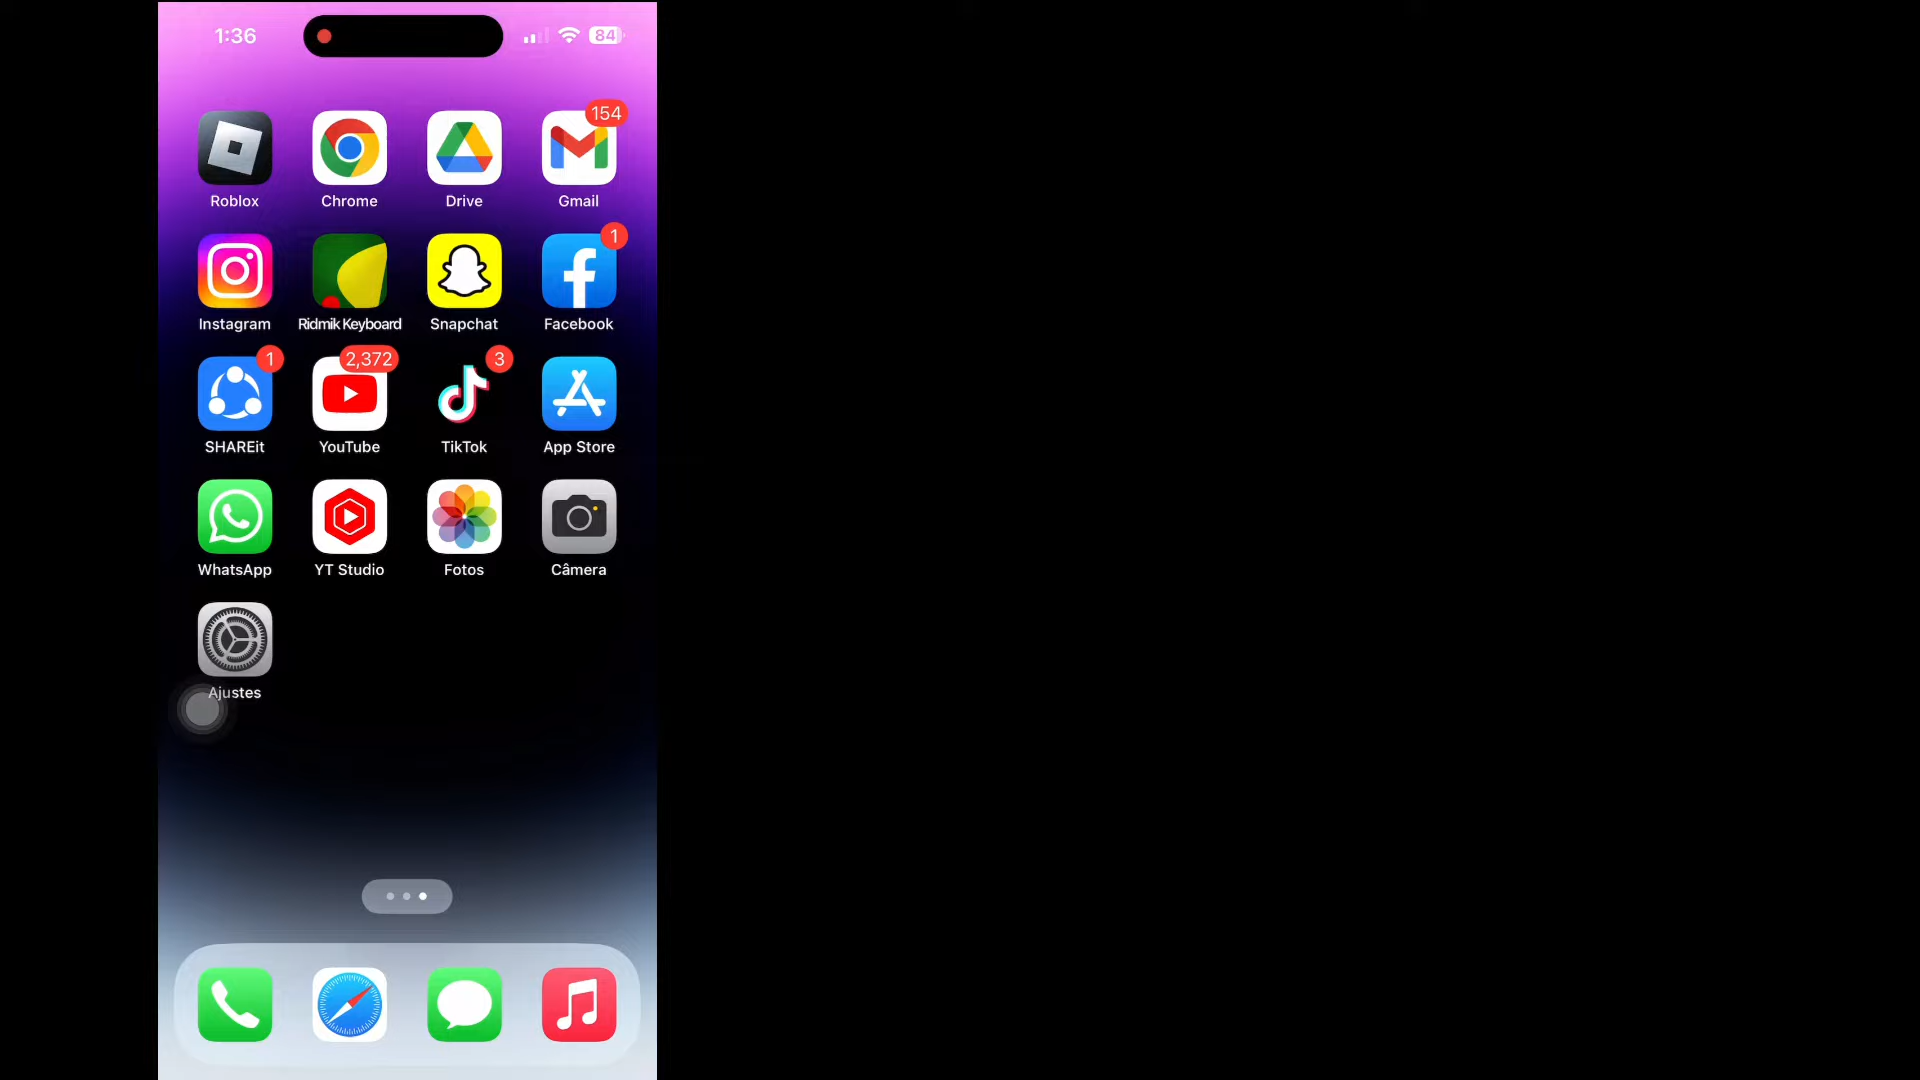 1:36
84
154
Roblox Chrome Drive Gmail
1
Instagram Ridmik Keyboard Snapchat Facebook
1 2,372 3
SHAREit YouTube TikTok App Store
WhatsApp YT Studio Fotos Câmera
Ajustes